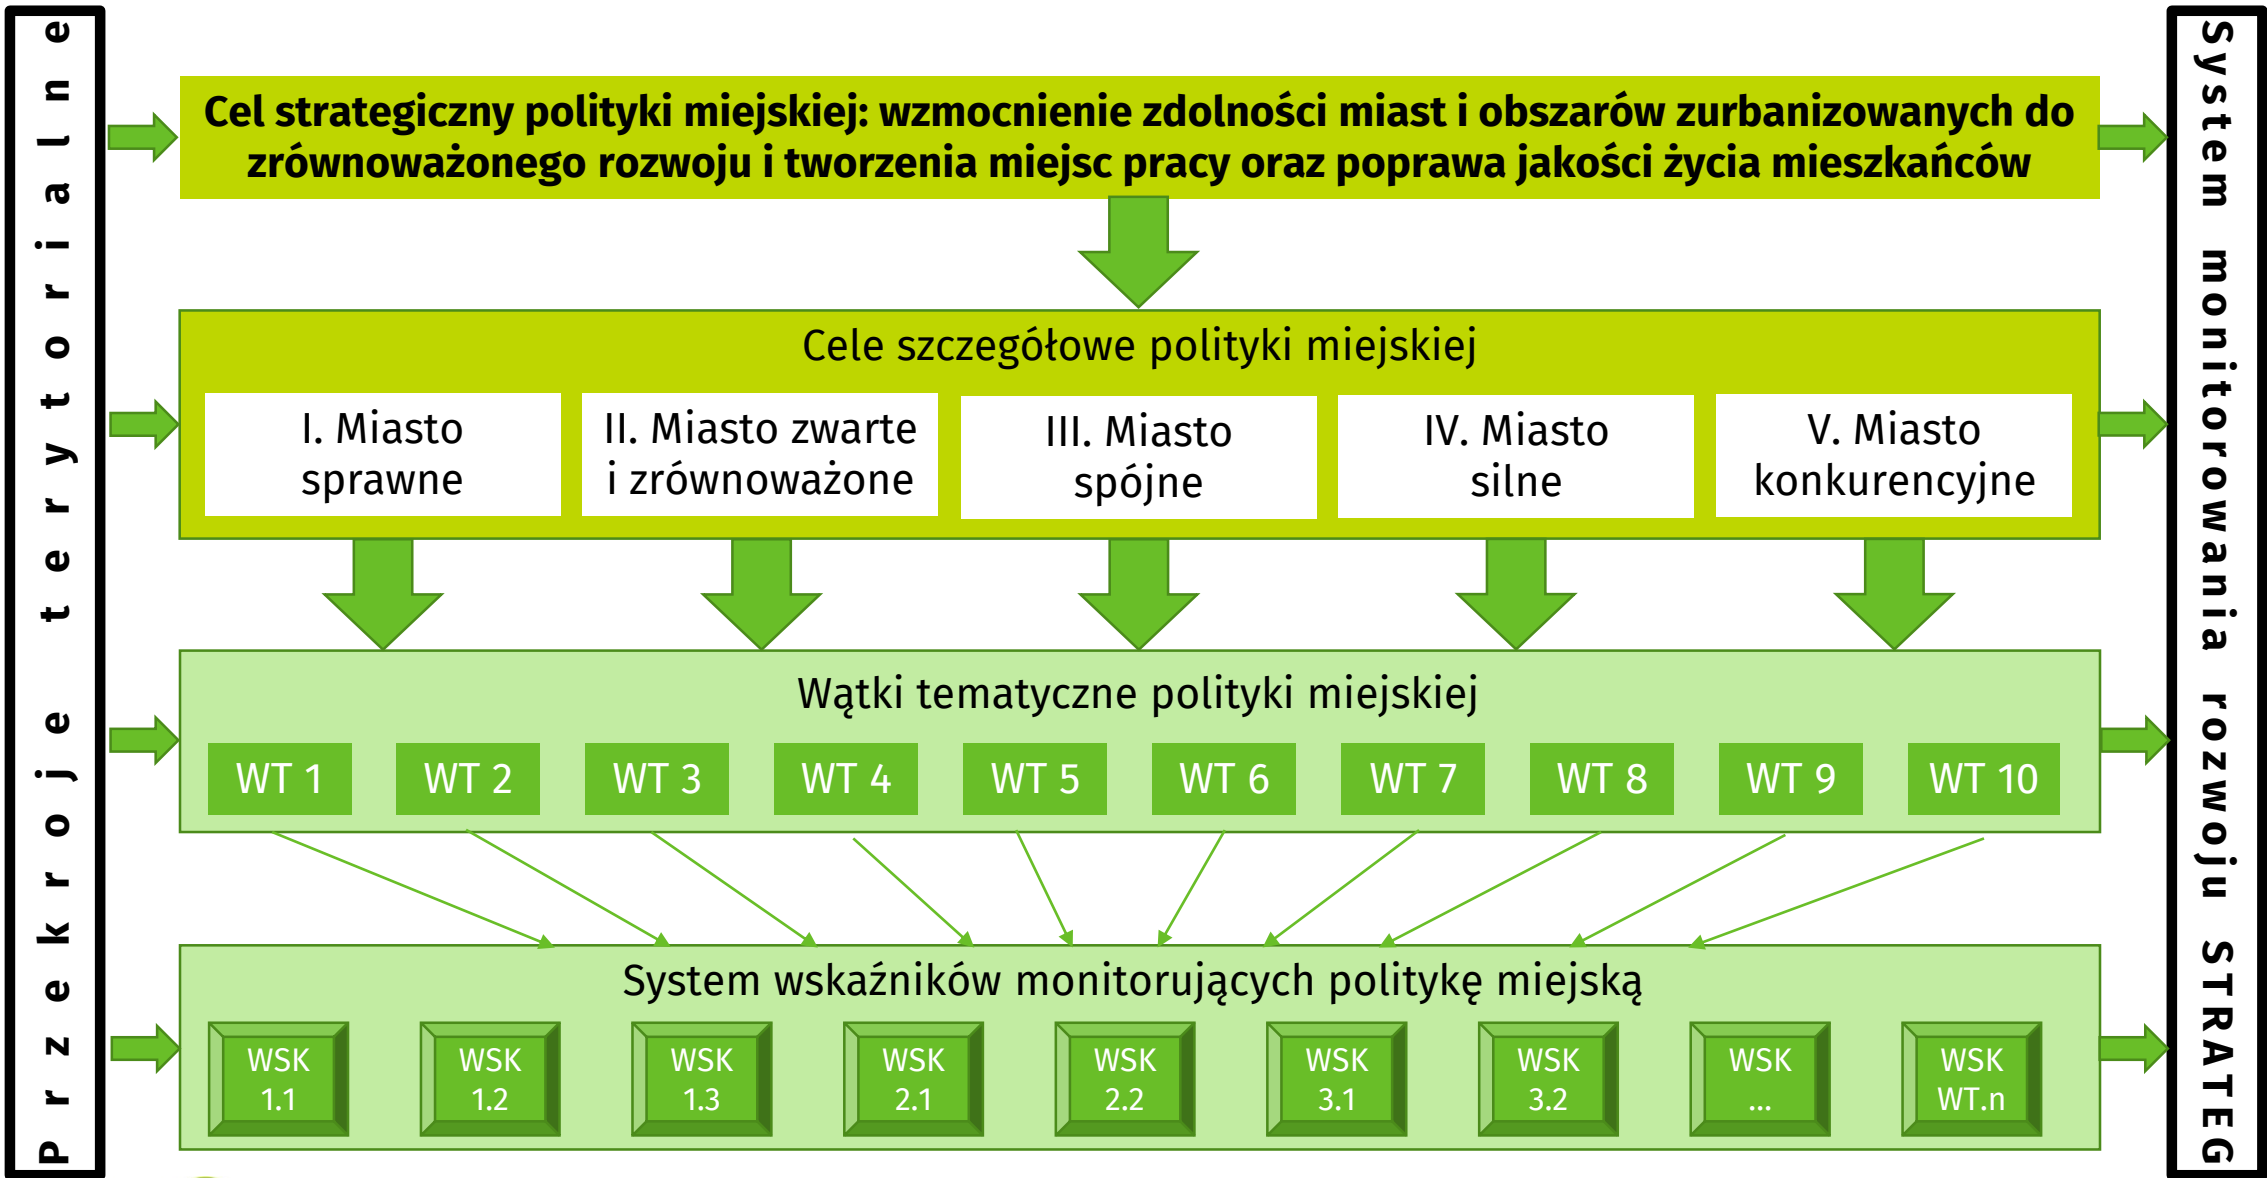 Przekroje terytorialne
Cel strategiczny polityki miejskiej: wzmocnienie zdolności miast i obszarów zurbanizowanych do
zrównoważonego rozwoju i tworzenia miejsc pracy oraz poprawa jakości życia mieszkańców
Cele szczegółowe polityki miejskiej
I. Miasto
sprawne
II. Miasto zwarte
i zrównoważone
III. Miasto
spójne
IV. Miasto
silne
V. Miasto
konkurencyjne
Wątki tematyczne polityki miejskiej
WT 1
WT 2
WT 3
WT 4
WT 5
WT 6
WT 7
WT 8
WT 9
WT 10
System wskaźników monitorujących politykę miejską
WSK
1.1
WSK
1.2
WSK
1.3
WSK
2.1
WSK
2.2
WSK
3.1
WSK
3.2
WSK
...
WSK
WT.n
System monitorowania rozwoju STRATEG